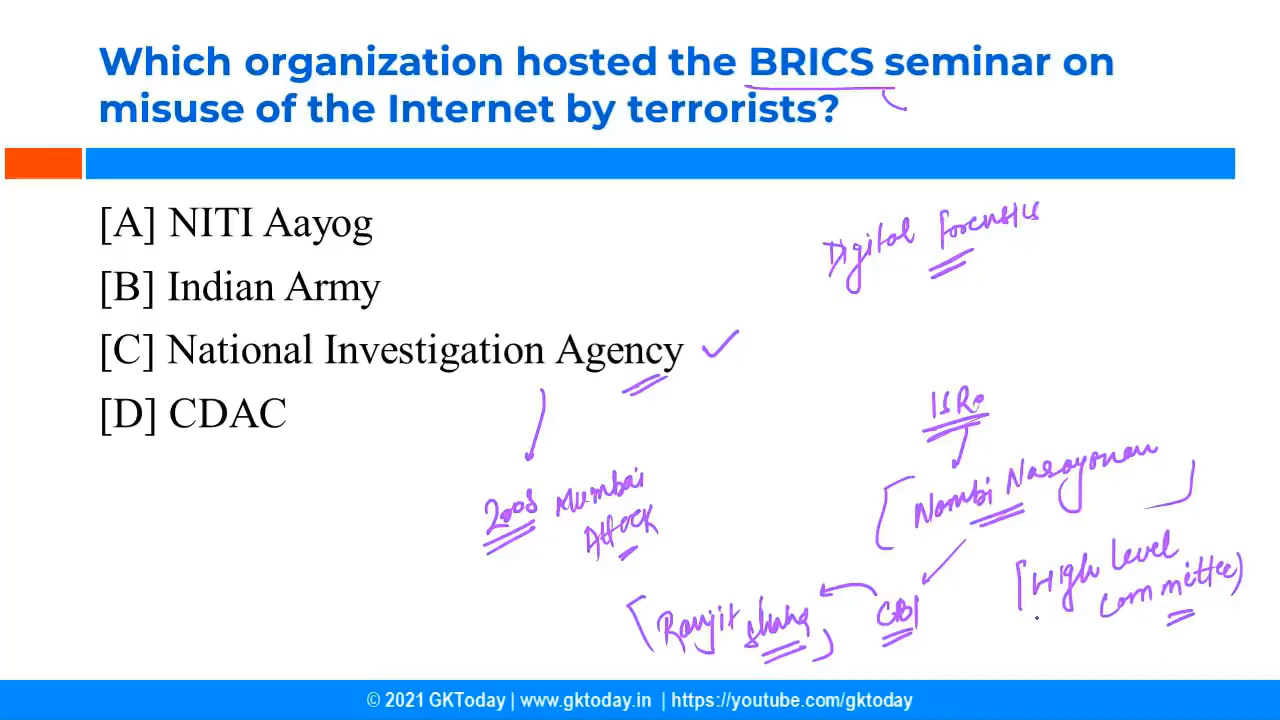 Which organization hosted the BRICS seminar on
misuse of the Internet by terrorists?
[A] NITI Aayog
[B] Indian Army
[C] National Investigation Agency
[D] CDAC
Digital forensics
ISRO
Nambi Narayanan
2008 Mumbai
Attack
High Level
Committee
CBI
Ranjit
© 2021 GKToday | www.gktoday.in | https://youtube.com/gktoday